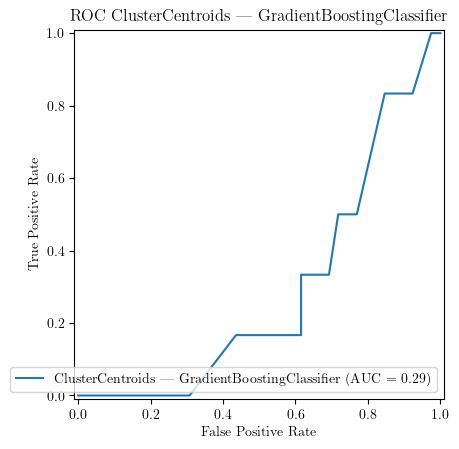 ROC ClusterCentroids — GradientBoostingClassifier
1.0
0.8
0.6
0.4
0.2
0.0
True Positive Rate
ClusterCentroids — GradientBoostingClassifier (AUC = 0.29)
0.0 0.2 0.4 0.6 0.8 1.0
False Positive Rate